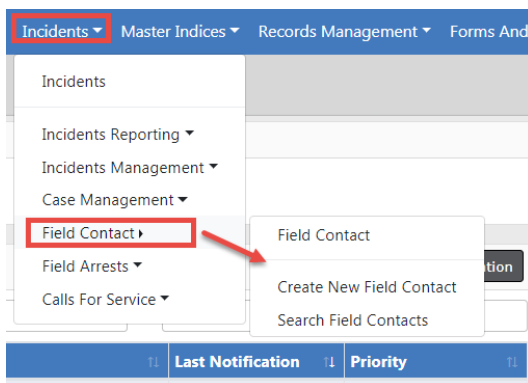 Incidents Master Indices Records Management Forms And
Incidents
Incidents Reporting
Incidents Management
Case Management
Field Contact
Field Arrests
Calls For Service
Field Contact
Create New Field Contact
Search Field Contacts
tion
Last Notification Priority